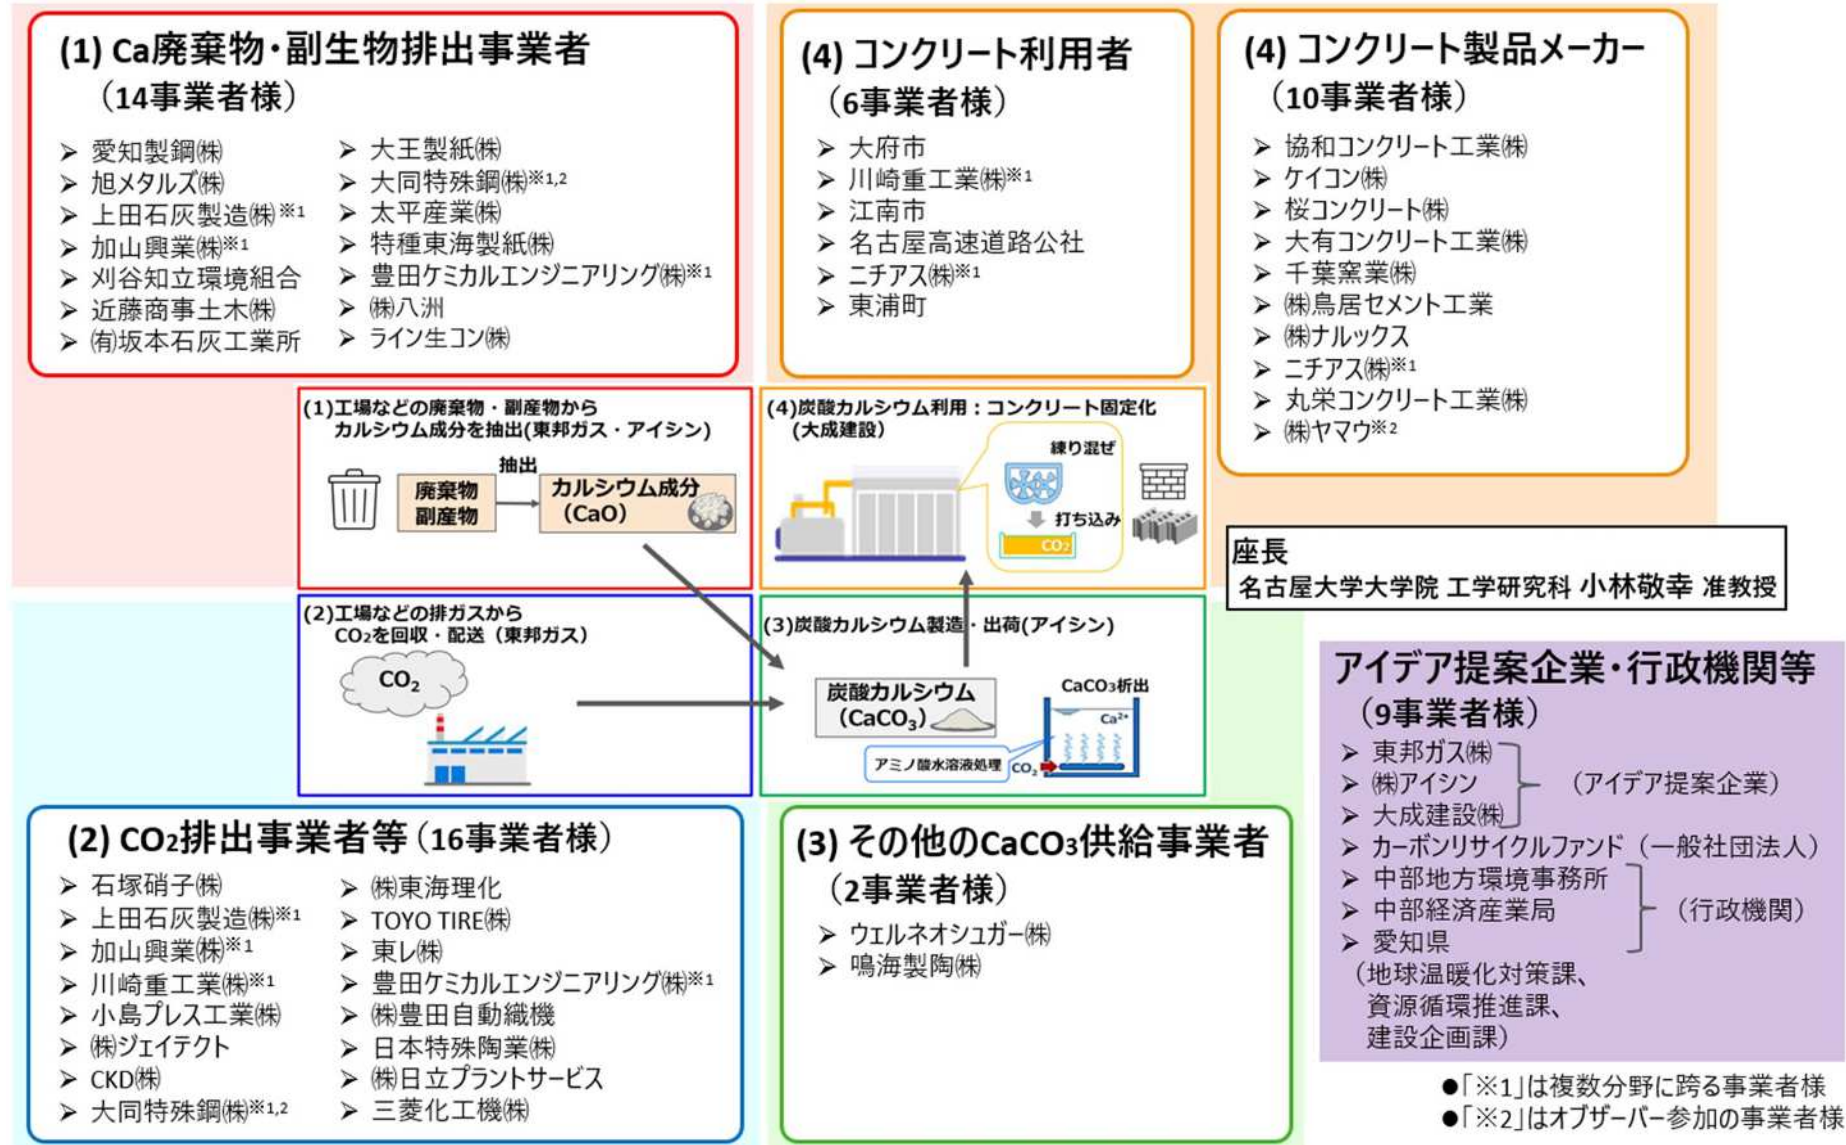 (1) Ca廃棄物・副生物排出事業者
（14事業者様）
➢ 愛知製鋼㈱
➢ 旭メタルズ㈱
➢ 上田石灰製造㈱※1
➢ 加山興業㈱※1
➢ 刈谷知立環境組合
➢ 近藤商事土木㈱
➢ ㈲坂本石灰工業所
➢ 大王製紙㈱
➢ 大同特殊鋼㈱※1,2
➢ 太平産業㈱
➢ 特種東海製紙㈱
➢ 豊田ケミカルエンジニアリング㈱※1
➢ ㈱八洲
➢ ライン生コン㈱
(4) コンクリート利用者
（6事業者様）
➢ 大府市
➢ 川崎重工業㈱※1
➢ 江南市
➢ 名古屋高速道路公社
➢ ニチアス㈱※1
➢ 東浦町
(4) コンクリート製品メーカー
（10事業者様）
➢ 協和コンクリート工業㈱
➢ ケイコン㈱
➢ 桜コンクリート㈱
➢ 大有コンクリート工業㈱
➢ 千葉窯業㈱
➢ ㈱鳥居セメント工業
➢ ㈱ナルックス
➢ ニチアス㈱※1
➢ 丸栄コンクリート工業㈱
➢ ㈱ヤマウ※2
(1)工場などの廃棄物・副産物から
カルシウム成分を抽出(東邦ガス・アイシン)
抽出
廃棄物
副産物
カルシウム成分
（CaO）
(4)炭酸カルシウム利用：コンクリート固定化
(大成建設)
練り混ぜ
打ち込み
CO₂
座長
名古屋大学大学院 工学研究科 小林敬幸 准教授
(2)工場などの排ガスから
CO₂を回収・配送（東邦ガス）
CO₂
(3)炭酸カルシウム製造・出荷(アイシン)
炭酸カルシウム
（CaCO₃）
CaCO₃析出
Ca²⁺
アミノ酸水溶液処理
CO₂
アイデア提案企業・行政機関等
（9事業者様）
➢ 東邦ガス㈱
➢ ㈱アイシン
（アイデア提案企業）
➢ 大成建設㈱
➢ カーボンリサイクルファンド（一般社団法人）
➢ 中部地方環境事務所
➢ 中部経済産業局
（行政機関）
➢ 愛知県
（地球温暖化対策課、
資源循環推進課、
建設企画課）
(2) CO₂排出事業者等（16事業者様）
➢ 石塚硝子㈱
➢ 上田石灰製造㈱※1
➢ 加山興業㈱※1
➢ 川崎重工業㈱※1
➢ 小島プレス工業㈱
➢ ㈱ジェイテクト
➢ CKD㈱
➢ 大同特殊鋼㈱※1,2
➢ ㈱東海理化
➢ TOYO TIRE㈱
➢ 東レ㈱
➢ 豊田ケミカルエンジニアリング㈱※1
➢ ㈱豊田自動織機
➢ 日本特殊陶業㈱
➢ ㈱日立プラントサービス
➢ 三菱化工機㈱
(3) その他のCaCO₃供給事業者
（2事業者様）
➢ ウェルネオシュガー㈱
➢ 鳴海製陶㈱
●「※1」は複数分野に跨る事業者様
●「※2」はオブザーバー参加の事業者様